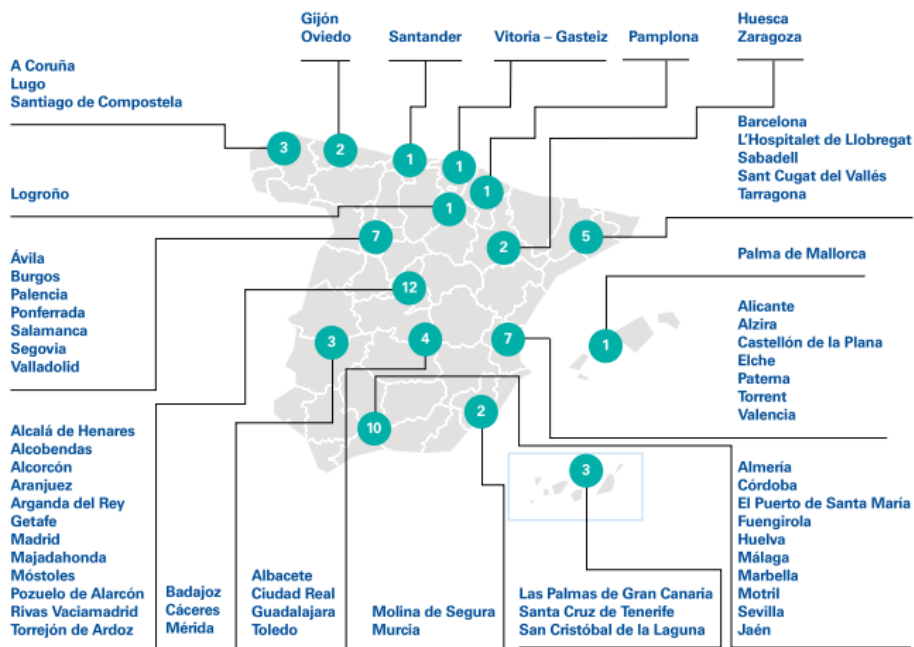 Gijón
Oviedo
Santander
Vitoria – Gasteiz
Pamplona
Huesca
Zaragoza
A Coruña
Lugo
Santiago de Compostela
Barcelona
L'Hospitalet de Llobregat
Sabadell
Sant Cugat del Vallés
Tarragona
3
2
1
1
1
Logroño
1
7
2
5
Palma de Mallorca
Ávila
Burgos
Palencia
Ponferrada
Salamanca
Segovia
Valladolid
12
3
4
7
1
Alicante
Alzira
Castellón de la Plana
Elche
Paterna
Torrent
Valencia
10
2
3
Alcalá de Henares
Alcobendas
Alcorcón
Aranjuez
Arganda del Rey
Getafe
Madrid
Majadahonda
Móstoles
Pozuelo de Alarcón
Rivas Vaciamadrid
Torrejón de Ardoz
Badajoz
Cáceres
Mérida
Albacete
Ciudad Real
Guadalajara
Toledo
Molina de Segura
Murcia
Las Palmas de Gran Canaria
Santa Cruz de Tenerife
San Cristóbal de la Laguna
Almería
Córdoba
El Puerto de Santa María
Fuengirola
Huelva
Málaga
Marbella
Motril
Sevilla
Jaén